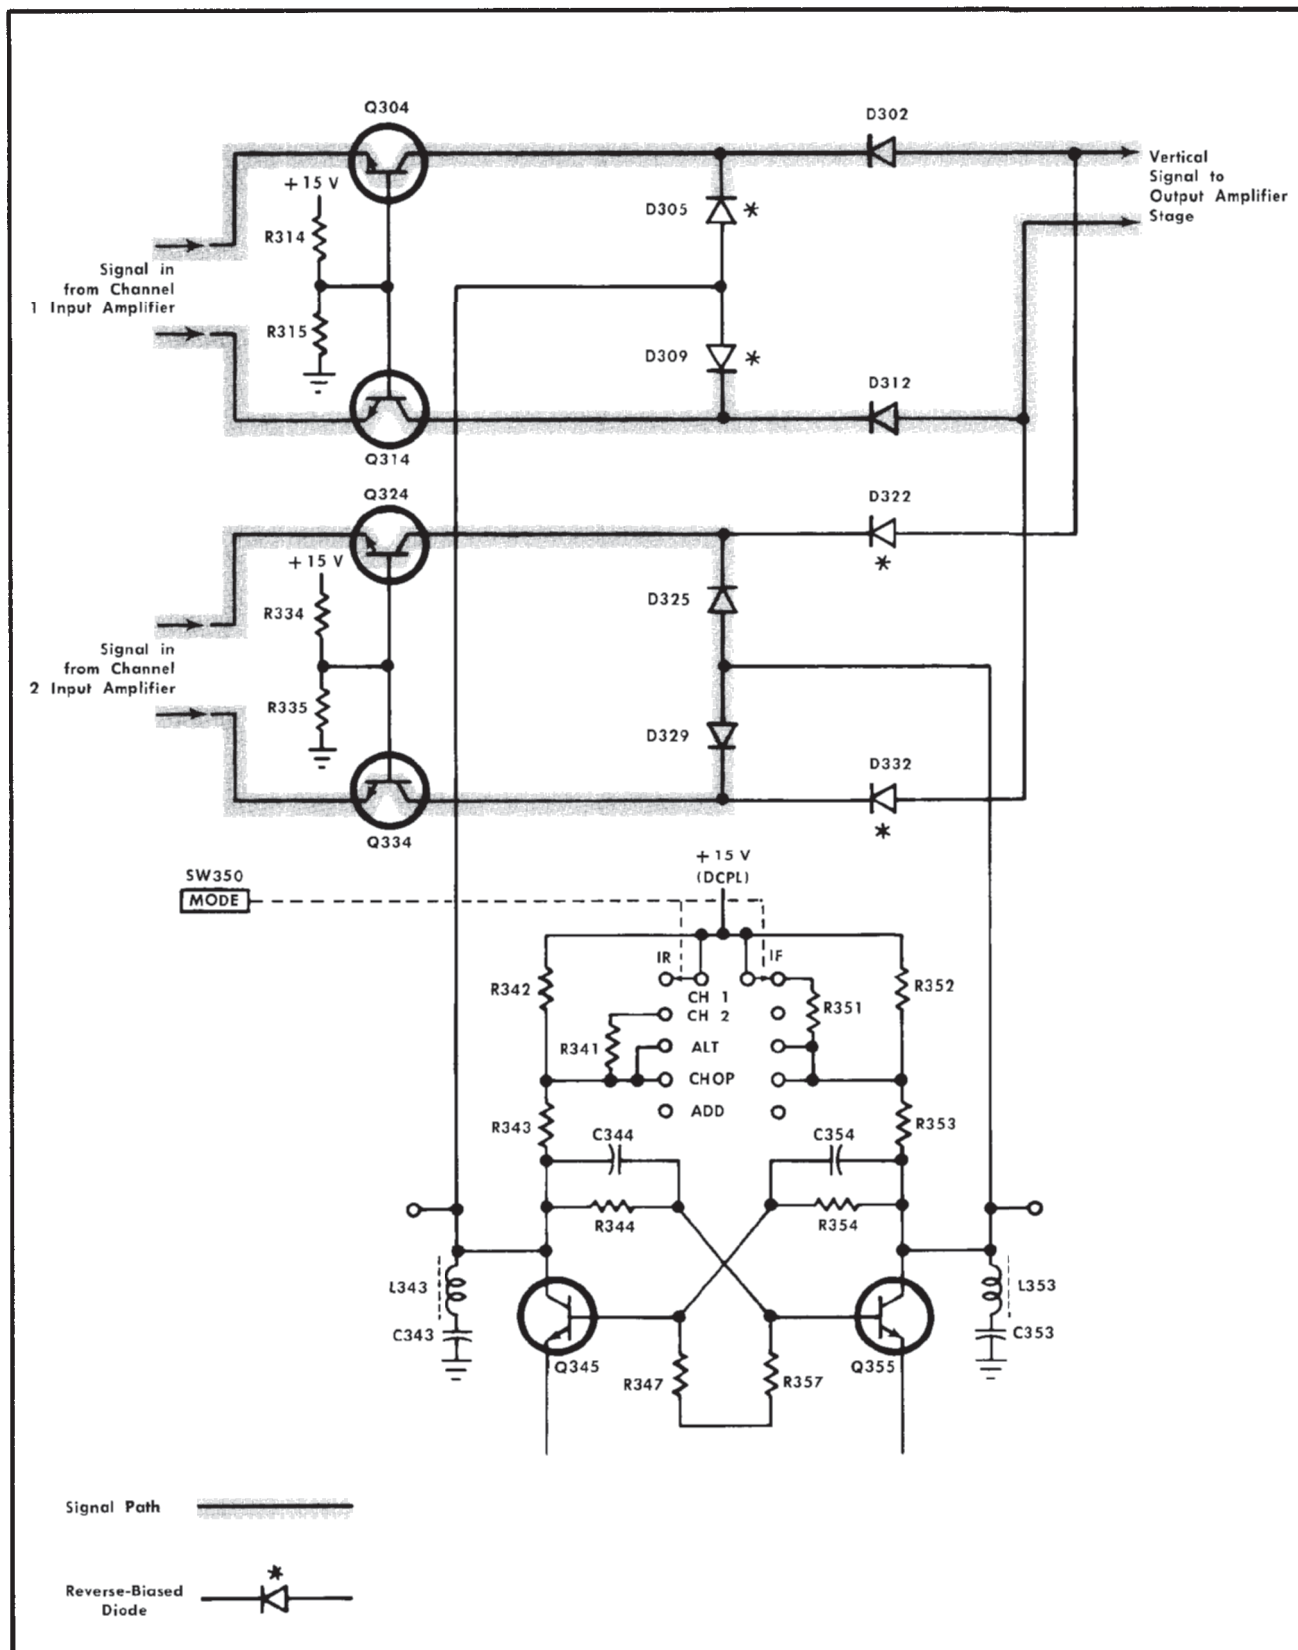 Q304
D302
Vertical
Signal to
Output Amplifier
Stage
+15 V
D305
*
R314
Signal in
from Channel
1 Input Amplifier
R315
D309
*
D312
Q314
Q324
D322
*
+15 V
D325
R334
Signal in
from Channel
2 Input Amplifier
R335
D329
D332
*
Q334
+15 V
(DCPL)
SW350
MODE
IR
IF
R342
R352
CH 1
R351
CH 2
R341
ALT
CHOP
ADD
R343
R353
C344
C354
R344
R354
L343
L353
C343
C353
Q345
Q355
R347
R357
Signal Path
*
Reverse-Biased
Diode